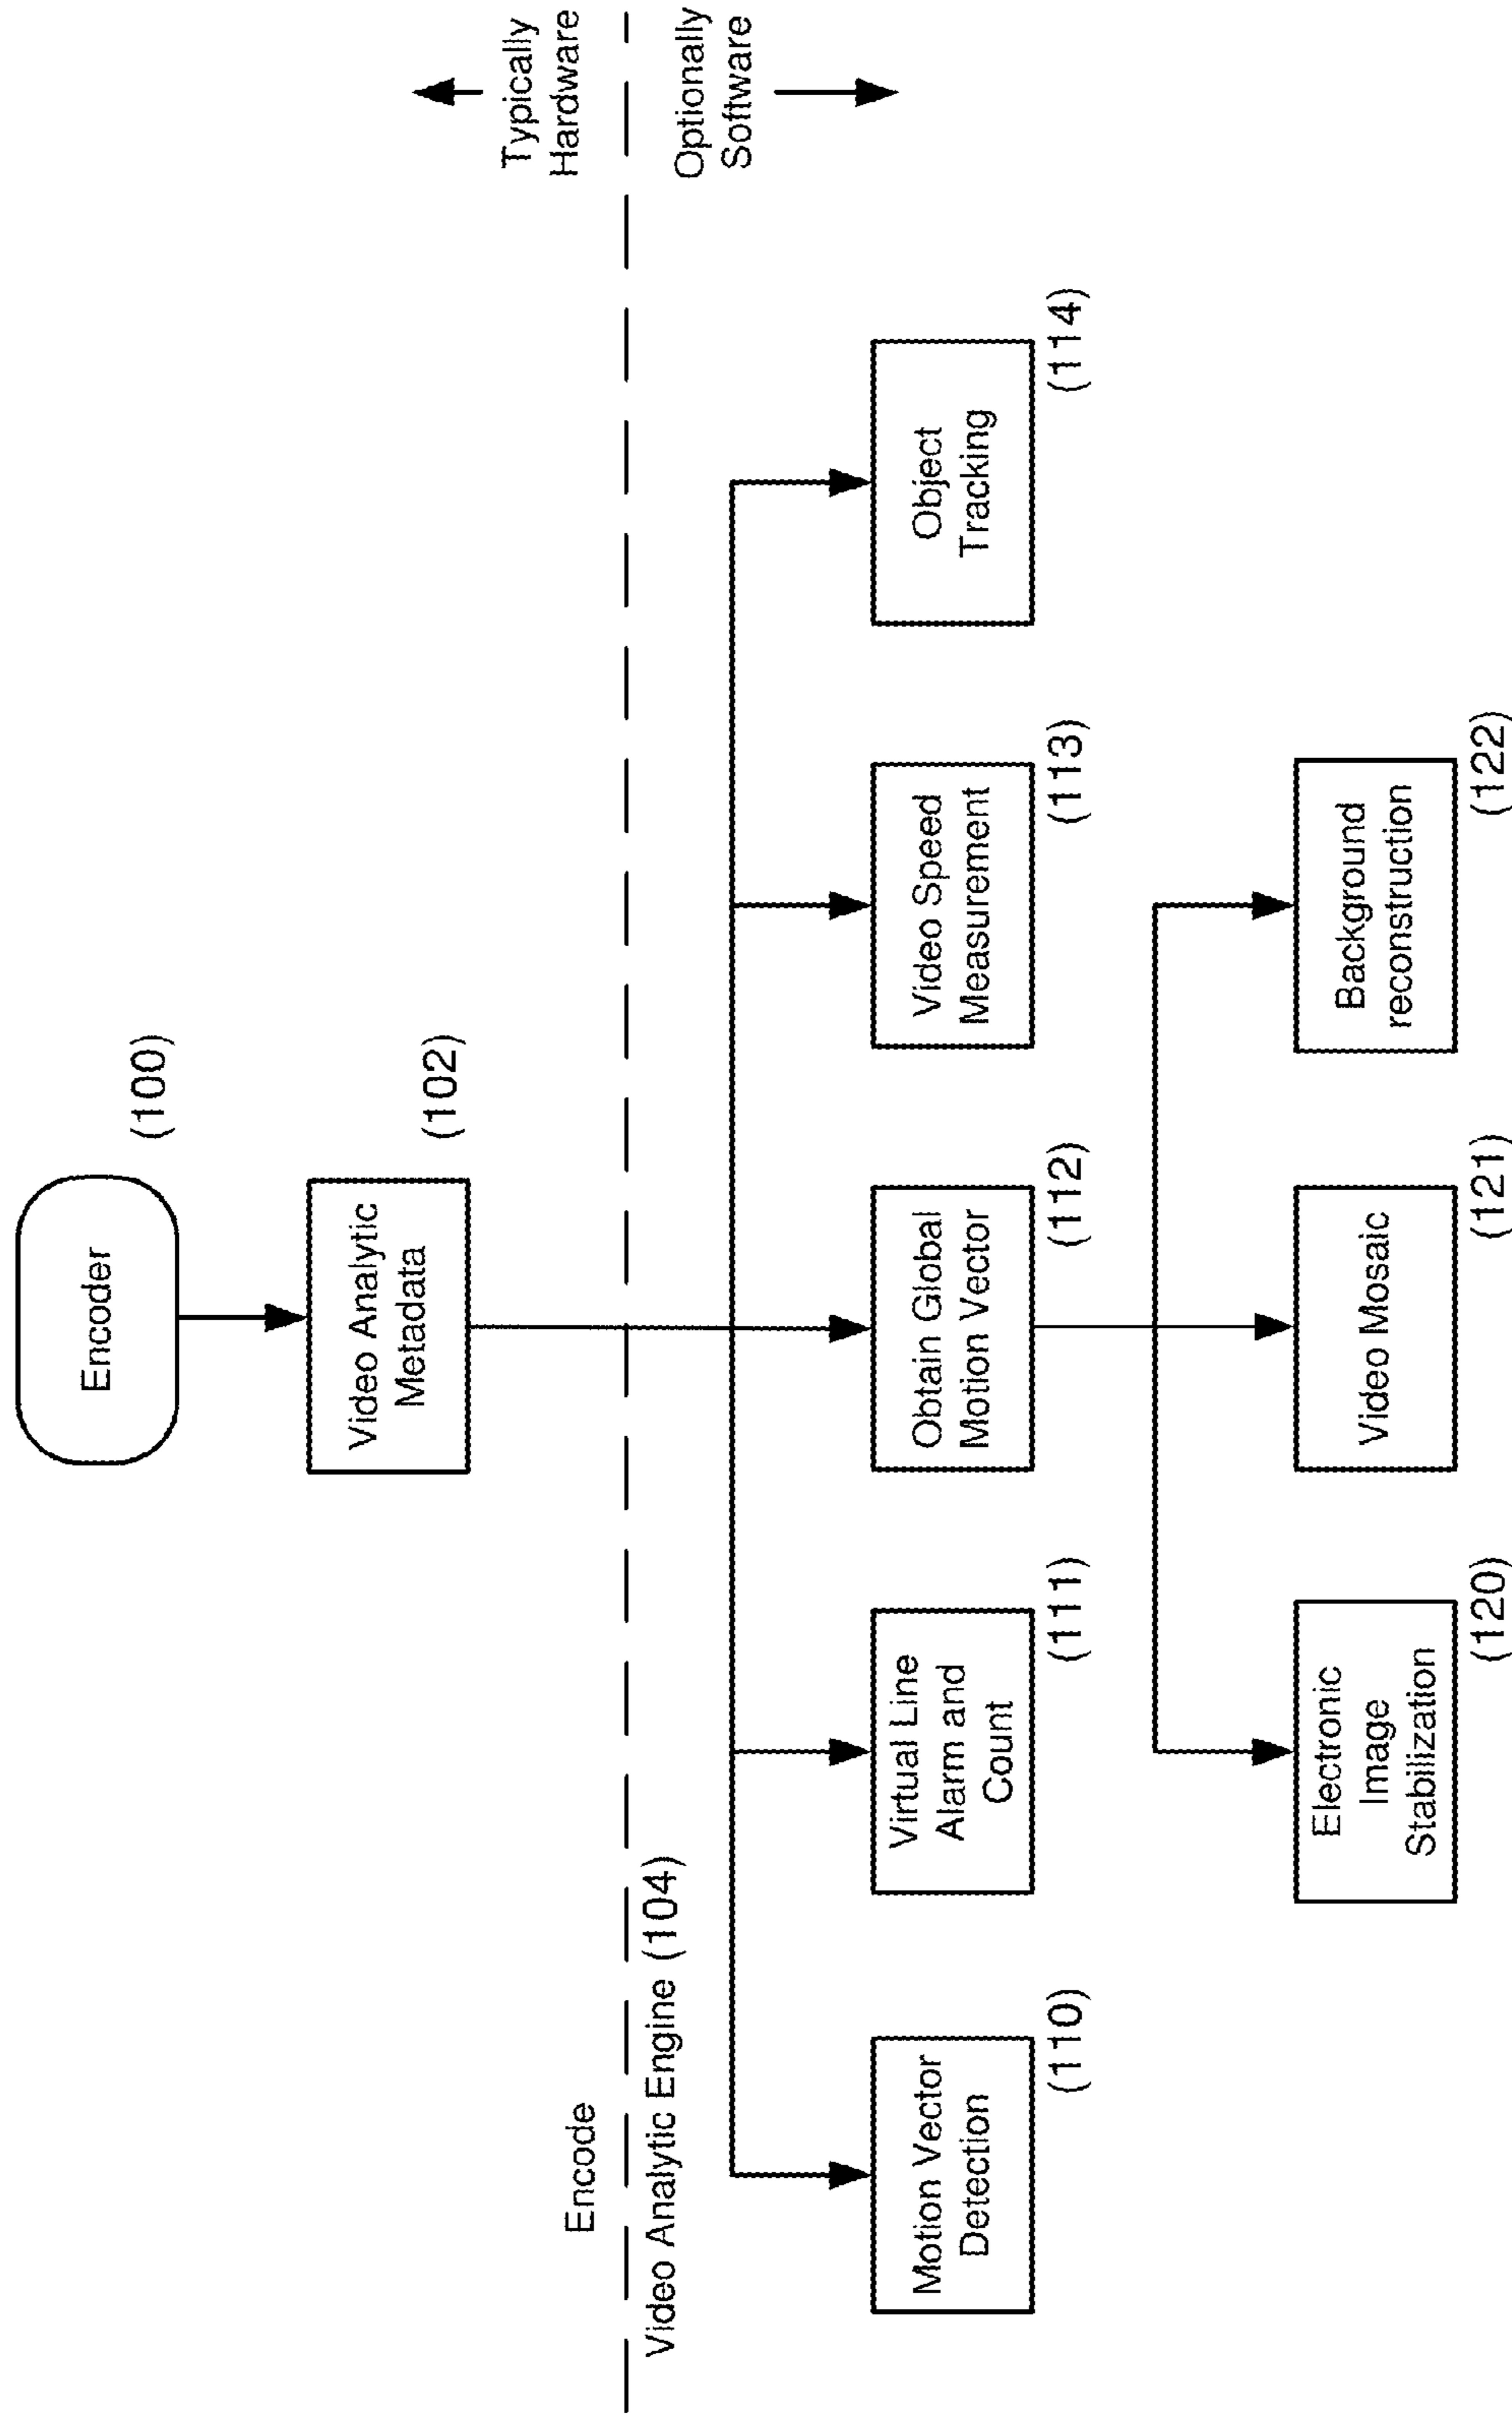 Encoder
(100)
Video Analytic
Metadata
(102)
Typically
Hardware
Encode
Video Analytic Engine (104)
Optionally
Software
Motion Vector
Detection
(110)
Virtual Line
Alarm and
Count
(111)
Obtain Global
Motion Vector
(112)
Video Speed
Measurement
(113)
Object
Tracking
(114)
Electronic
Image
Stabilization
(120)
Video Mosaic
(121)
Background
reconstruction
(122)